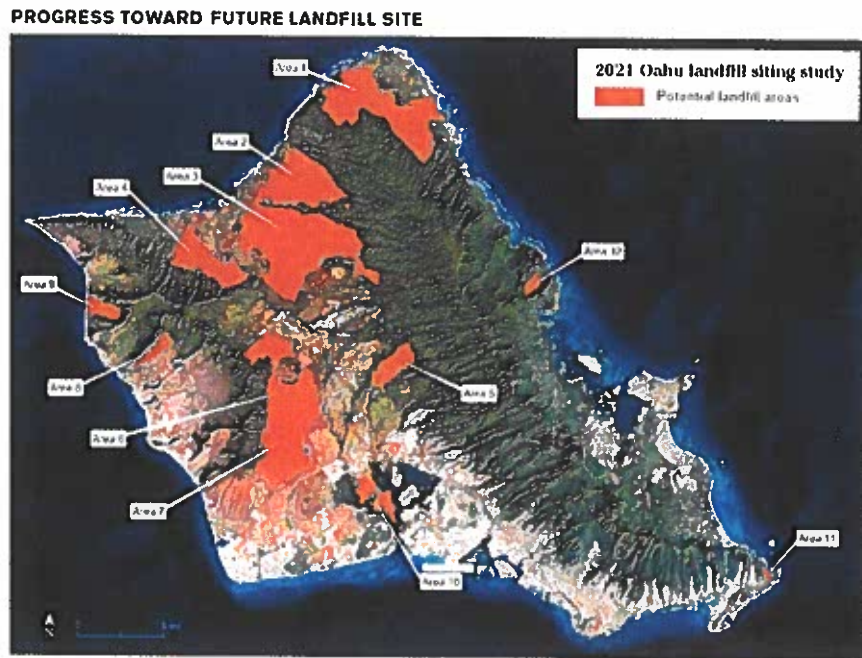 PROGRESS TOWARD FUTURE LANDFILL SITE
2021 Oahu landfill siting study
Potential landfill areas
Area 1
Area 2
Area 3
Area 4
Area 12
Area 9
Area 8
Area 5
Area 6
Area 7
Area 10
Area 11
N